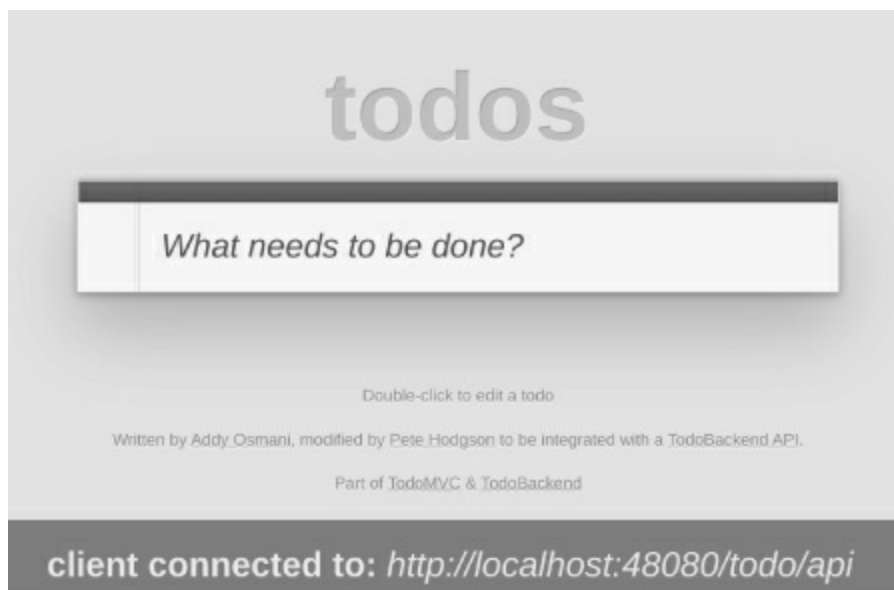 todos
What needs to be done?
Double-click to edit a todo
Written by Addy Osmani, modified by Pete Hodgson to be integrated with a TodoBackend API.
Part of TodoMVC & TodoBackend
client connected to: http://localhost:48080/todo/api